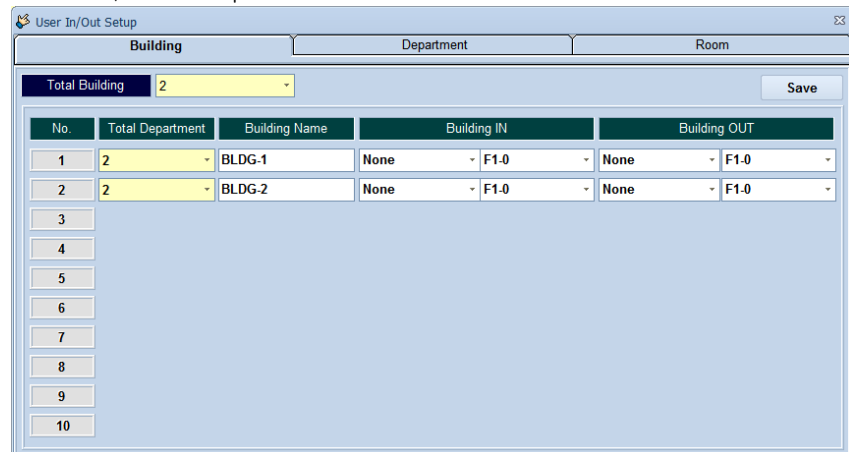 User In/Out Setup
Building Department Room
Total Building 2 Save
No. Total Department Building Name Building IN Building OUT
1 2 BLDG-1 None F1-0 None F1-0
2 2 BLDG-2 None F1-0 None F1-0
3
4
5
6
7
8
9
10